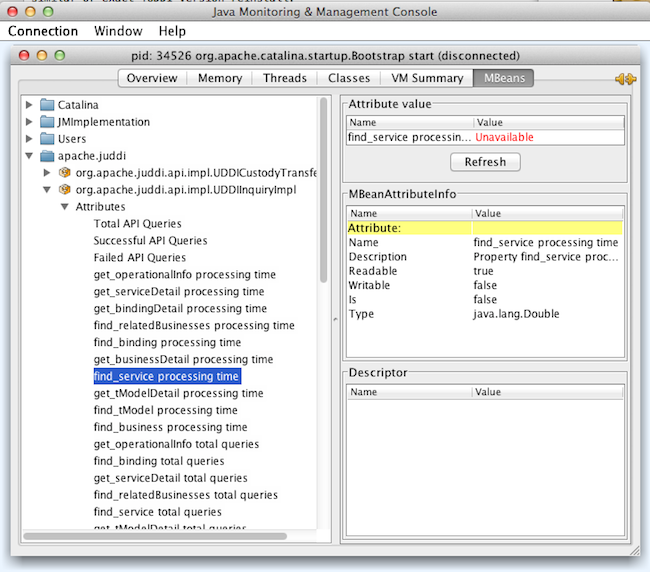 similar or exact juddi version reinstall.
Java Monitoring & Management Console
Connection Window Help
pid: 34526 org.apache.catalina.startup.Bootstrap start (disconnected)
Overview Memory Threads Classes VM Summary MBeans
Catalina
JMImplementation
Users
apache.juddi
org.apache.juddi.api.impl.UDDICustodyTransfe
org.apache.juddi.api.impl.UDDIInquiryImpl
Attributes
Total API Queries
Successful API Queries
Failed API Queries
get_operationalInfo processing time
get_serviceDetail processing time
get_bindingDetail processing time
find_relatedBusinesses processing time
find_binding processing time
get_businessDetail processing time
find_service processing time
get_tModelDetail processing time
find_tModel processing time
find_business processing time
get_operationalInfo total queries
find_binding total queries
get_serviceDetail total queries
find_relatedBusinesses total queries
find_service total queries
get_tModelDetail total queries
Attribute value
Name Value
find_service processin... Unavailable
Refresh
MBeanAttributeInfo
Name Value
Attribute:
Name find_service processing time
Description Property find_service proc...
Readable true
Writable false
Is false
Type java.lang.Double
Descriptor
Name Value